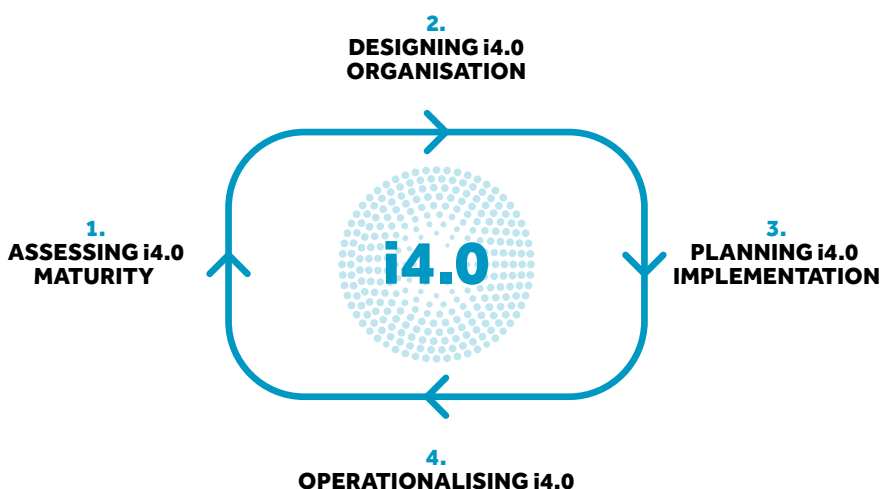 2.
DESIGNING i4.0
ORGANISATION
1.
ASSESSING i4.0
MATURITY
i4.0
3.
PLANNING i4.0
IMPLEMENTATION
4.
OPERATIONALISING i4.0